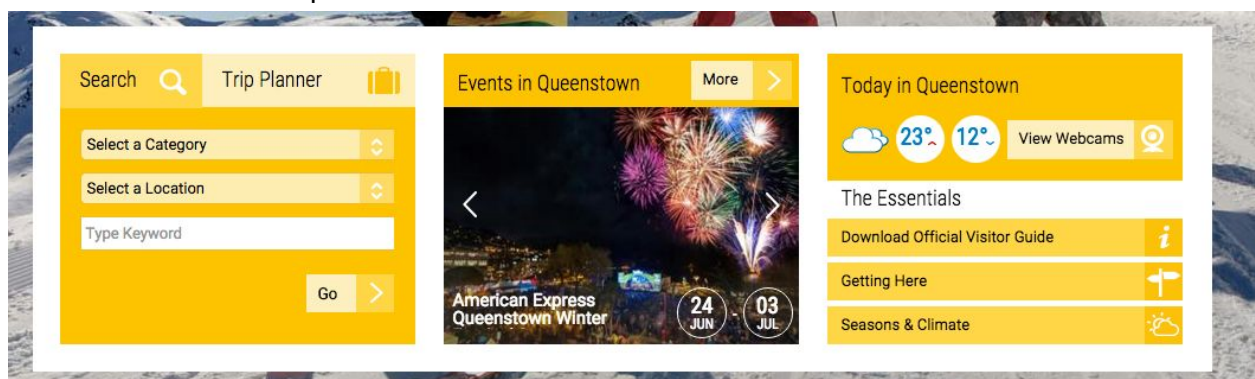 Search
Trip Planner
Select a Category
Select a Location
Type Keyword
Go
Events in Queenstown
More
American Express
Queenstown Winter
24
JUN
-
03
JUL
Today in Queenstown
23°
12°
View Webcams
The Essentials
Download Official Visitor Guide
Getting Here
Seasons & Climate